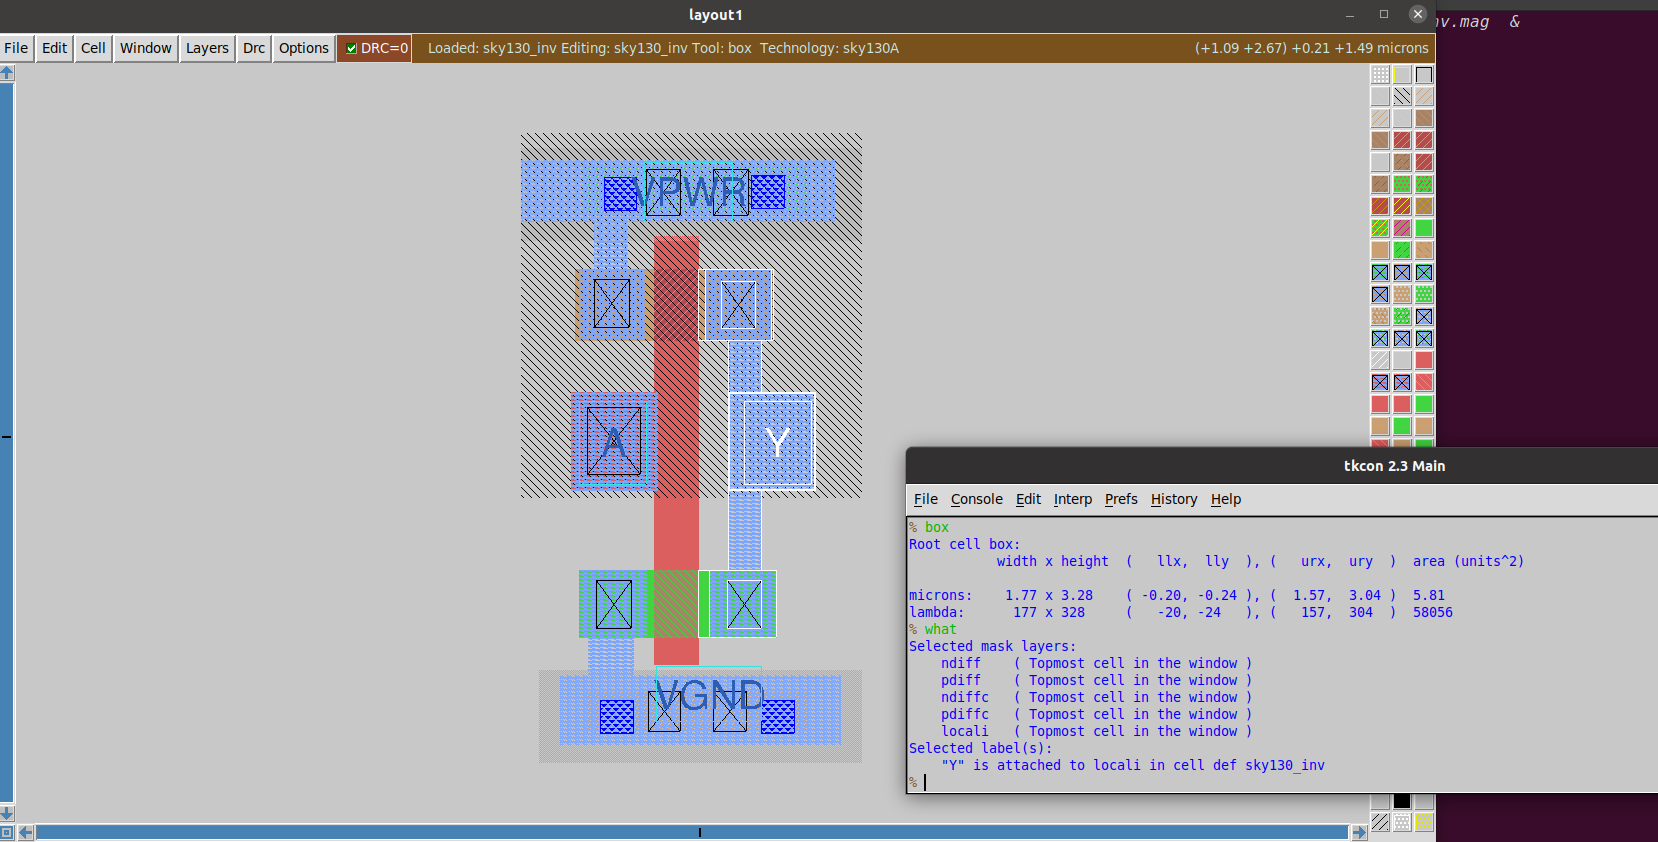 layout1
nv.mag &
File Edit Cell Window Layers Drc Options DRC=0 Loaded: sky130_inv Editing: sky130_inv Tool: box Technology: sky130A (+1.09 +2.67) +0.21 +1.49 microns
VPWR
A
Y
VGND
tkcon 2.3 Main
File Console Edit Interp Prefs History Help
% box
Root cell box:
width x height ( llx, lly ), ( urx, ury ) area (units^2)
microns: 1.77 x 3.28 ( -0.20, -0.24 ), ( 1.57, 3.04 ) 5.81
lambda: 177 x 328 ( -20, -24 ), ( 157, 304 ) 58056
% what
Selected mask layers:
ndiff ( Topmost cell in the window )
pdiff ( Topmost cell in the window )
ndiffc ( Topmost cell in the window )
pdiffc ( Topmost cell in the window )
locali ( Topmost cell in the window )
Selected label(s):
"Y" is attached to locali in cell def sky130_inv
%